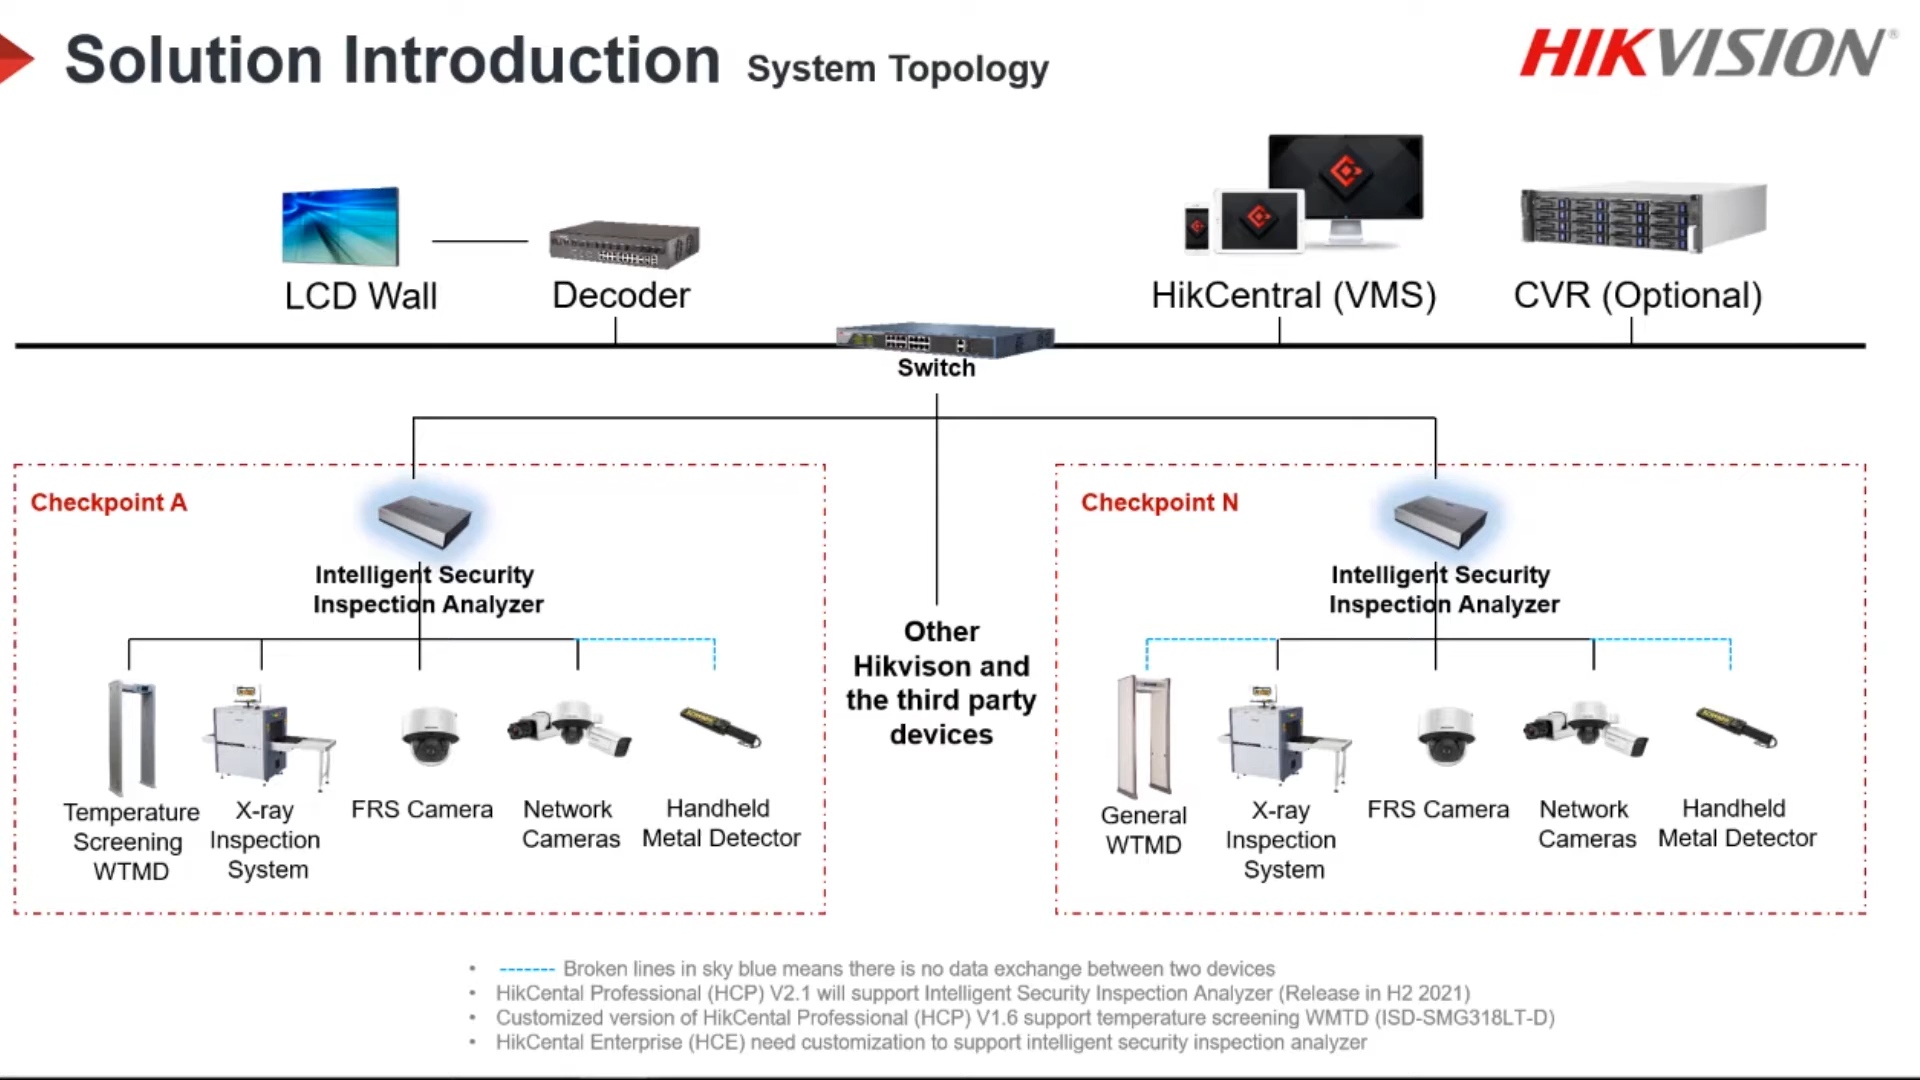 Solution Introduction System Topology
HIKVISION®
LCD Wall
Decoder
HikCentral (VMS)
CVR (Optional)
Switch
Checkpoint A
Intelligent Security
Inspection Analyzer
Temperature
Screening
WTMD
X-ray
Inspection
System
FRS Camera
Network
Cameras
Handheld
Metal Detector
Other
Hikvison and
the third party
devices
Checkpoint N
Intelligent Security
Inspection Analyzer
General
WTMD
X-ray
Inspection
System
FRS Camera
Network
Cameras
Handheld
Metal Detector
• Broken lines in sky blue means there is no data exchange between two devices
• HikCental Professional (HCP) V2.1 will support Intelligent Security Inspection Analyzer (Release in H2 2021)
• Customized version of HikCental Professional (HCP) V1.6 support temperature screening WMTD (ISD-SMG318LT-D)
• HikCental Enterprise (HCE) need customization to support intelligent security inspection analyzer